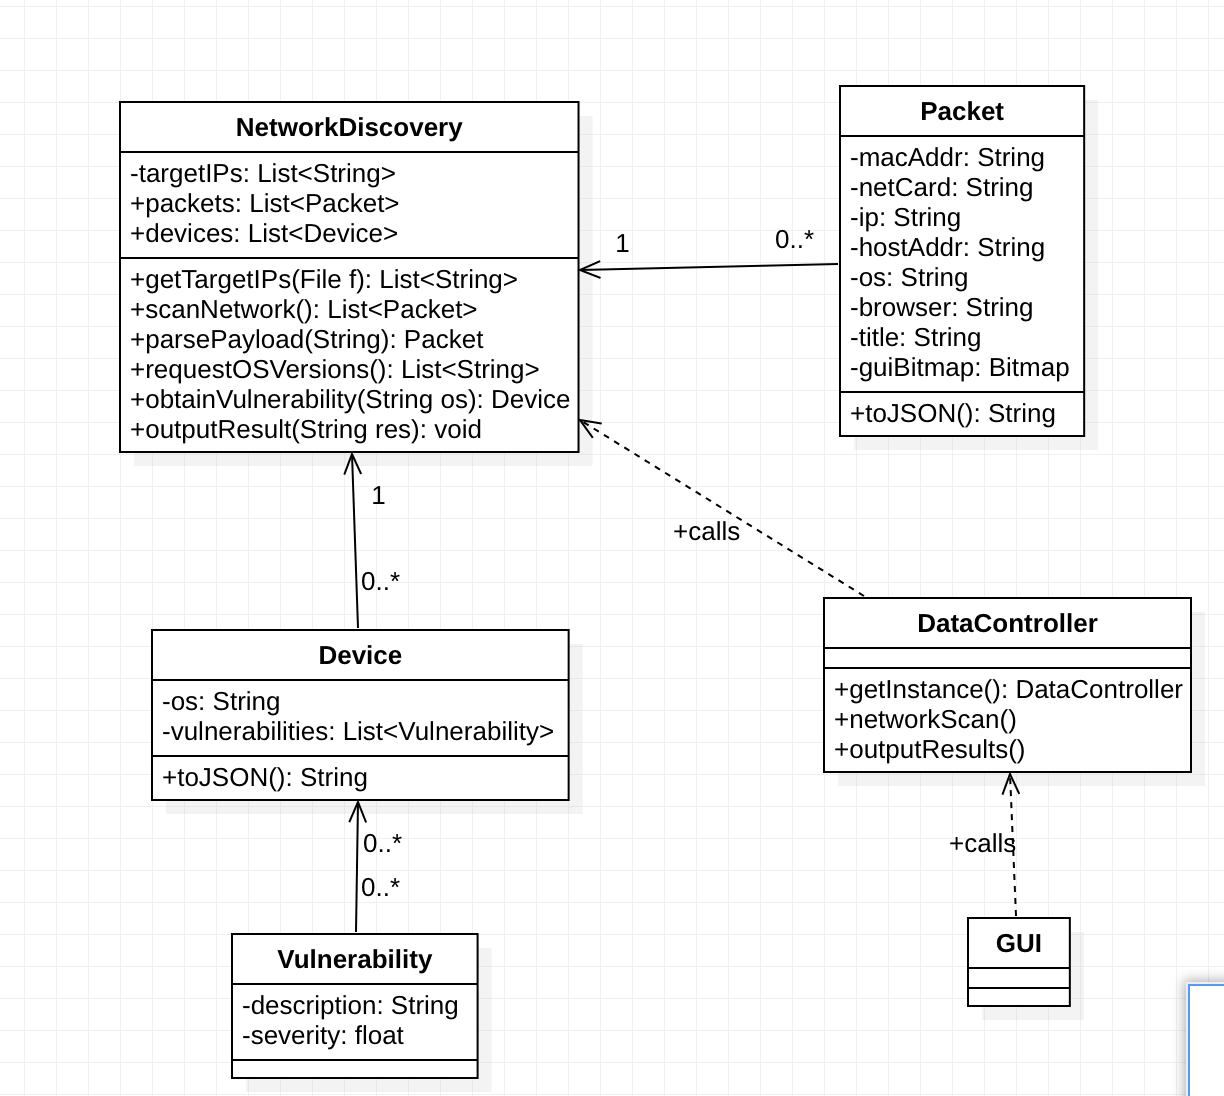 NetworkDiscovery
-targetIPs: List<String>
+packets: List<Packet>
+devices: List<Device>
+getTargetIPs(File f): List<String>
+scanNetwork(): List<Packet>
+parsePayload(String): Packet
+requestOSVersions(): List<String>
+obtainVulnerability(String os): Device
+outputResult(String res): void
1
0..*
Packet
-macAddr: String
-netCard: String
-ip: String
-hostAddr: String
-os: String
-browser: String
-title: String
-guiBitmap: Bitmap
+toJSON(): String
1
0..*
+calls
Device
-os: String
-vulnerabilities: List<Vulnerability>
+toJSON(): String
DataController
+getInstance(): DataController
+networkScan()
+outputResults()
0..*
0..*
+calls
Vulnerability
-description: String
-severity: float
GUI